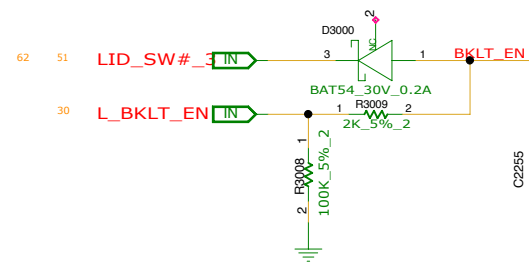 D3000
2
NC
62 51 LID_SW#_3 IN 3 1 BKLT_EN
BAT54_30V_0.2A
30 L_BKLT_EN IN 1 R3009 2
2K_5%_2
1
R3008
100K_5%_2
2
C2255